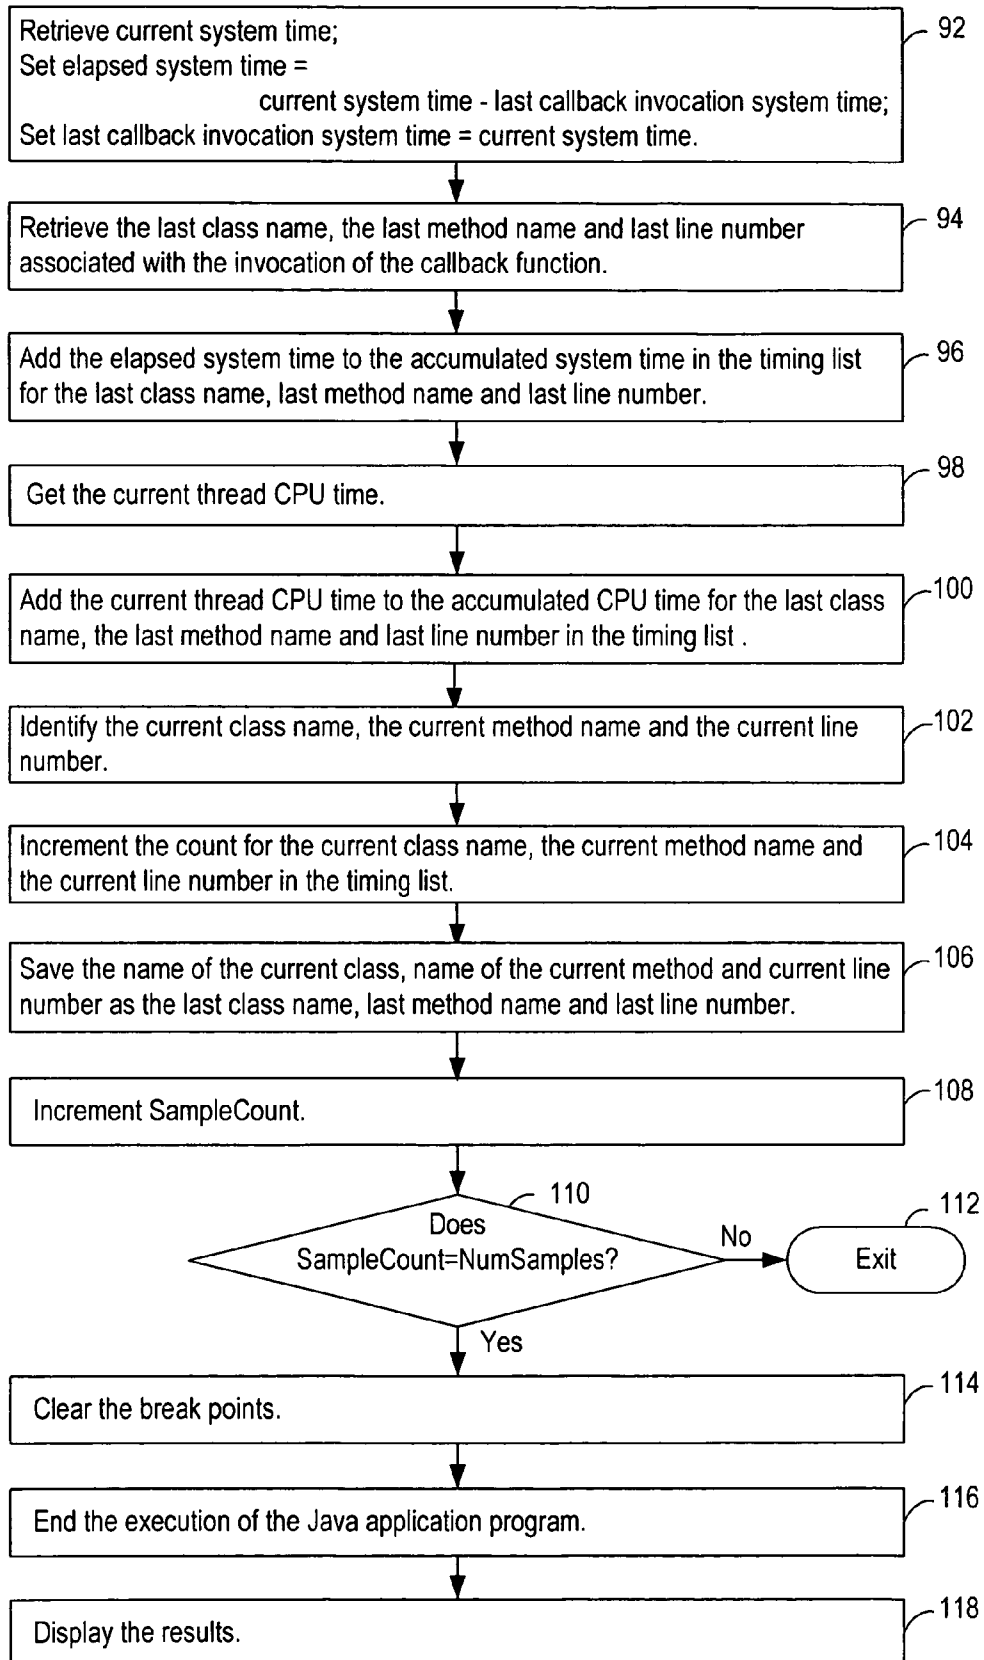 Retrieve current system time;
92
Set elapsed system time =
current system time - last callback invocation system time;
Set last callback invocation system time = current system time.
Retrieve the last class name, the last method name and last line number
94
associated with the invocation of the callback function.
Add the elapsed system time to the accumulated system time in the timing list
96
for the last class name, last method name and last line number.
98
Get the current thread CPU time.
Add the current thread CPU time to the accumulated CPU time for the last class
100
name, the last method name and last line number in the timing list .
Identify the current class name, the current method name and the current line
102
number.
Increment the count for the current class name, the current method name and
104
the current line number in the timing list.
Save the name of the current class, name of the current method and current line
106
number as the last class name, last method name and last line number.
108
Increment SampleCount.
110
Does
SampleCount=NumSamples?
No
112
Exit
Yes
114
Clear the break points.
116
End the execution of the Java application program.
118
Display the results.